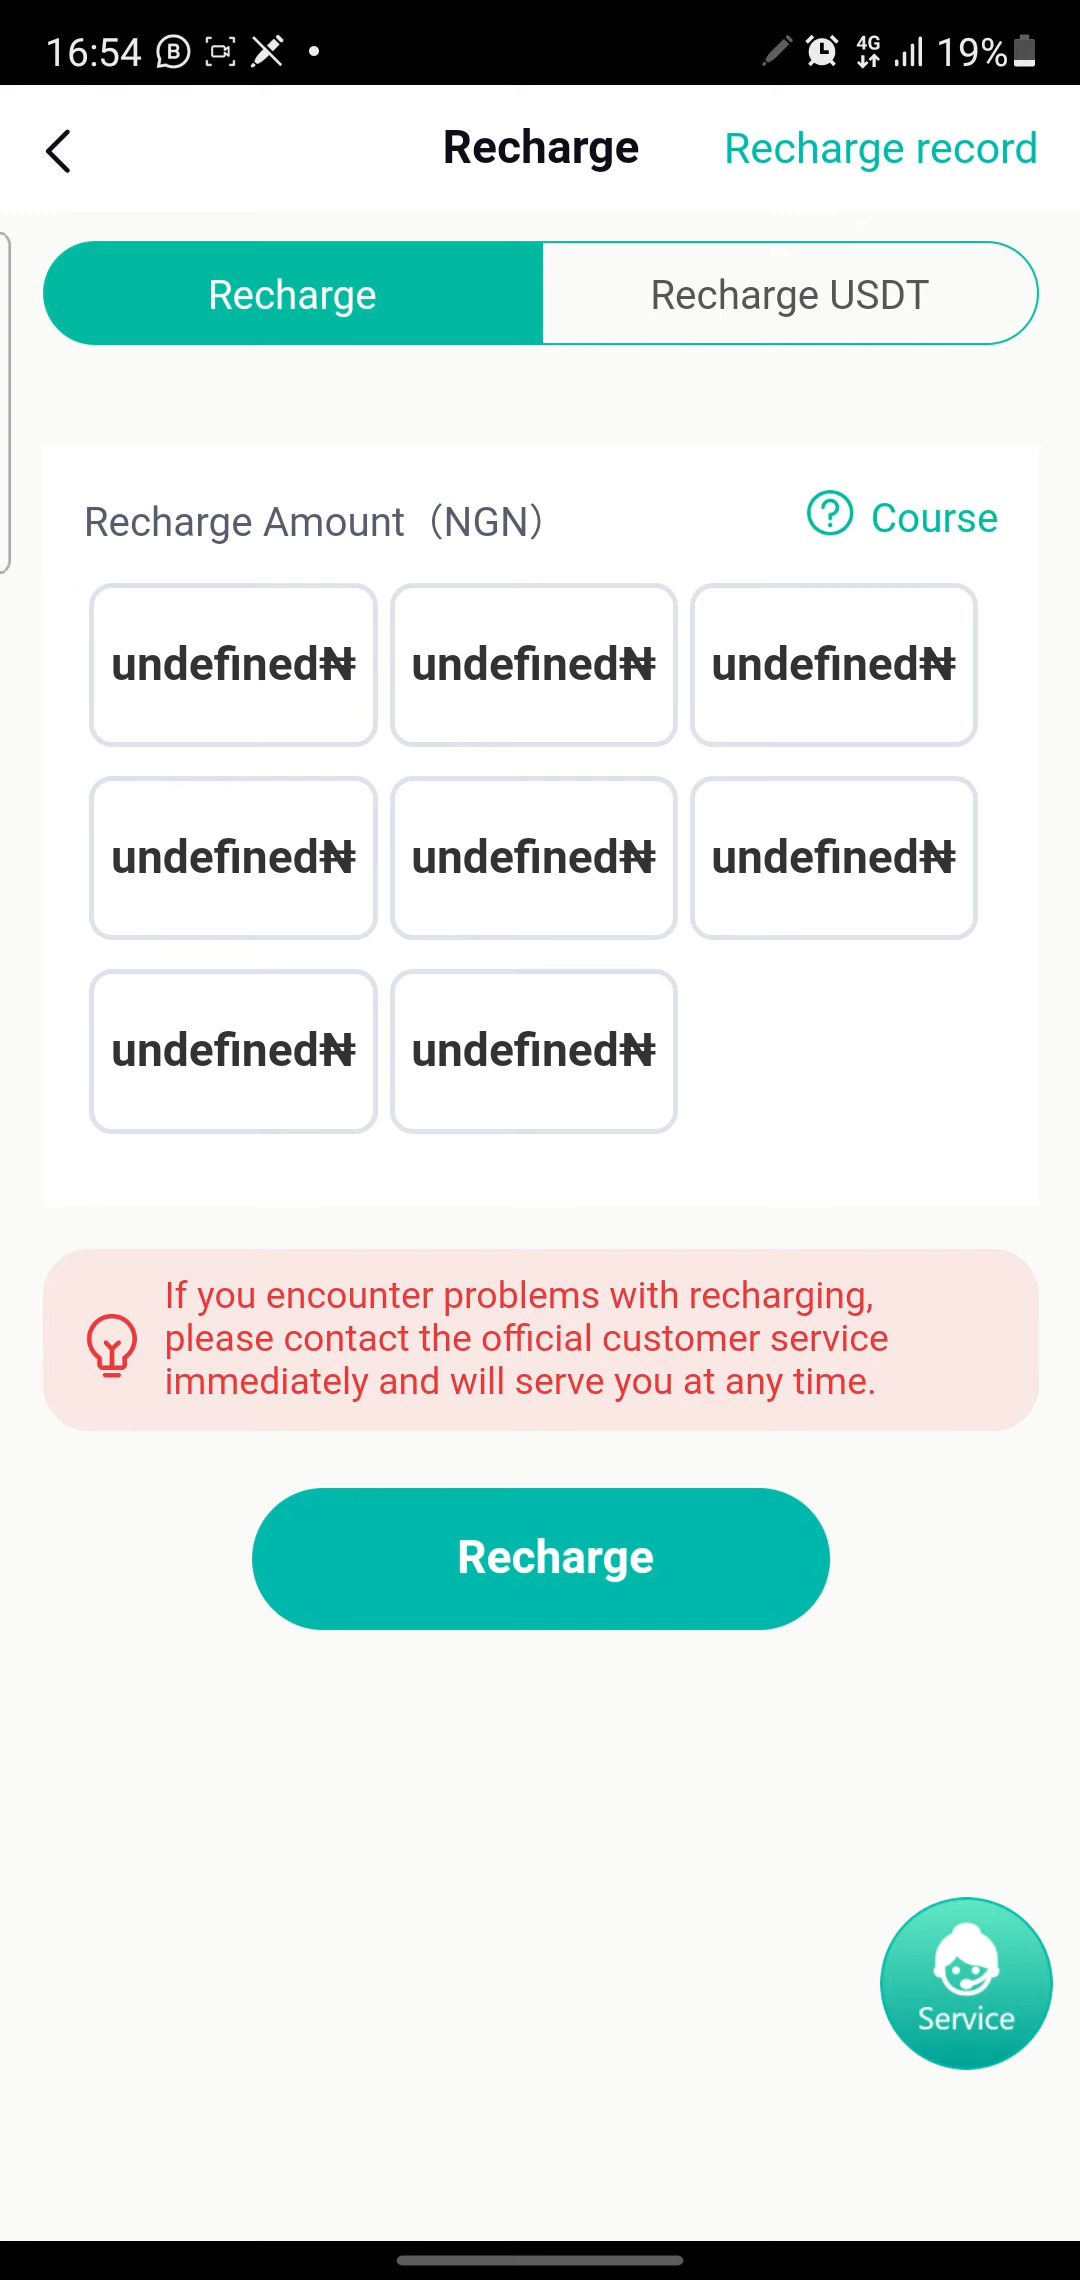 16:54
4G
19%
Recharge
Recharge record
Recharge
Recharge USDT
Recharge Amount（NGN）
Course
undefined₦ undefined₦ undefined₦
undefined₦ undefined₦ undefined₦
undefined₦ undefined₦
If you encounter problems with recharging,
please contact the official customer service
immediately and will serve you at any time.
Recharge
Service